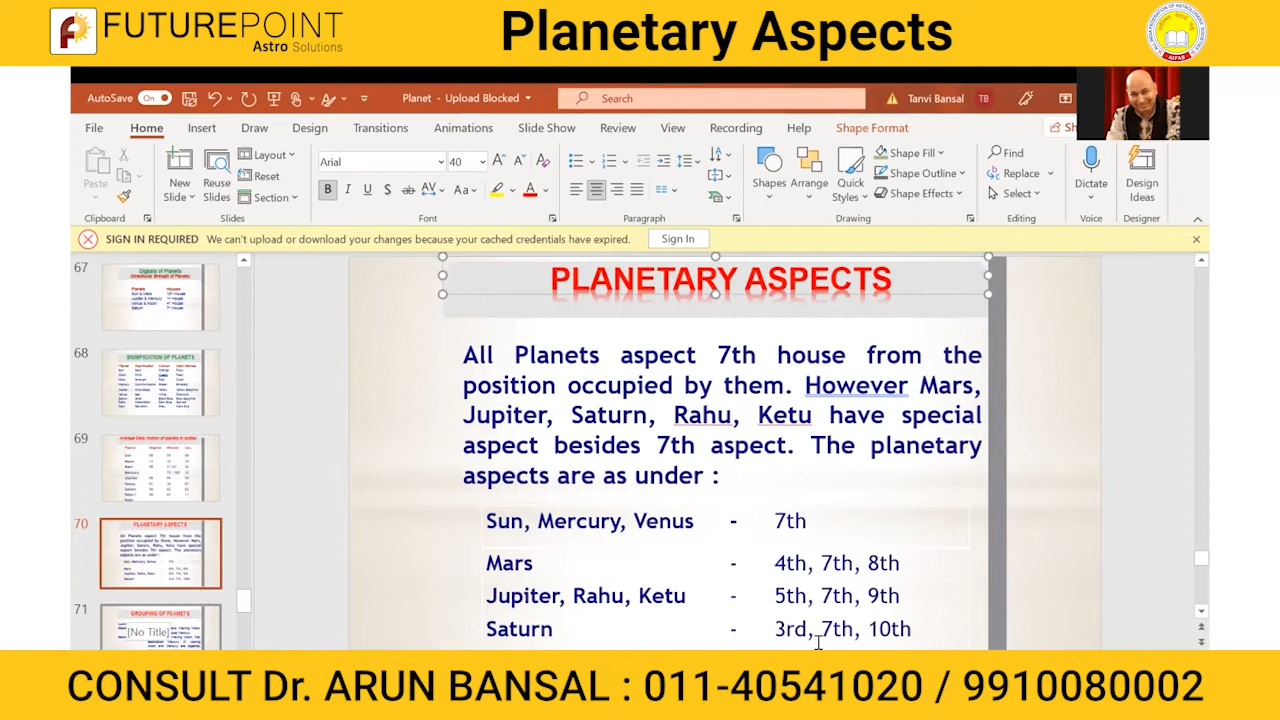 FUTUREPOINT
Astro Solutions
Planetary Aspects
AutoSave On
Planet - Upload Blocked
Search
Tanvi Bansal TB
File Home Insert Draw Design Transitions Animations Slide Show Review View Recording Help Shape Format Sh
Paste
New Slides
Reuse Slides
Layout
Reset
Section
Arial 40
Shapes Arrange Quick Styles
Shape Fill
Shape Outline
Shape Effects
Find
Replace
Select
Dictate
Design Ideas
Clipboard Slides Font Paragraph Drawing Editing Voice Designer
SIGN IN REQUIRED We can't upload or download your changes because your cached credentials have expired. Sign In
67
68
69
70
71
[No Title]
PLANETARY ASPECTS
All Planets aspect 7th house from the
position occupied by them. However Mars,
Jupiter, Saturn, Rahu, Ketu have special
aspect besides 7th aspect. The planetary
aspects are as under :
Sun, Mercury, Venus - 7th
Mars - 4th, 7th, 8th
Jupiter, Rahu, Ketu - 5th, 7th, 9th
Saturn - 3rd, 7th, 10th
CONSULT Dr. ARUN BANSAL : 011-40541020 / 9910080002